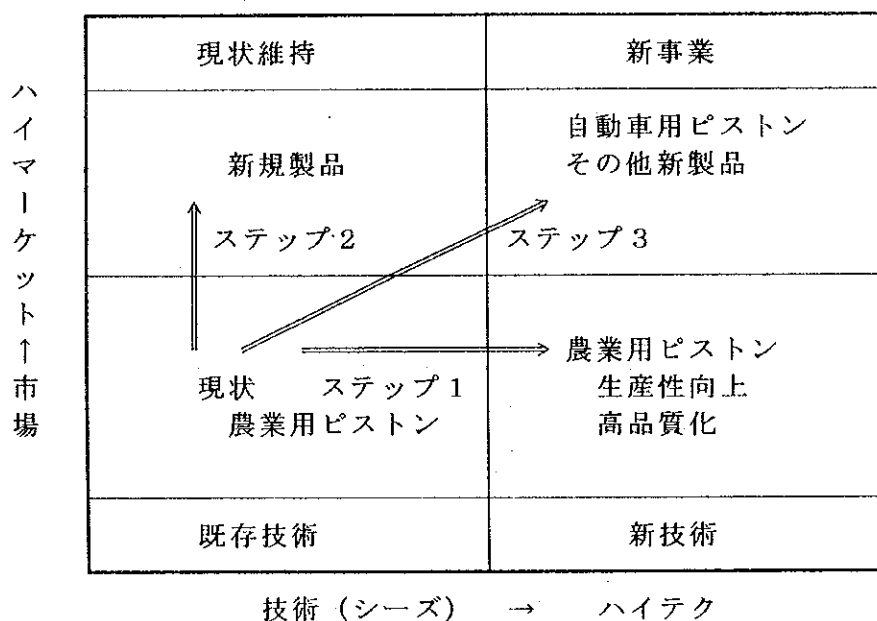 現状維持
新事業
自動車用ピストン
その他新製品
新規製品
ステップ2
ステップ3
農業用ピストン
生産性向上
高品質化
現状
ステップ1
農業用ピストン
既存技術
新技術
ハイマーケット↑市場
技術(シーズ) → ハイテク